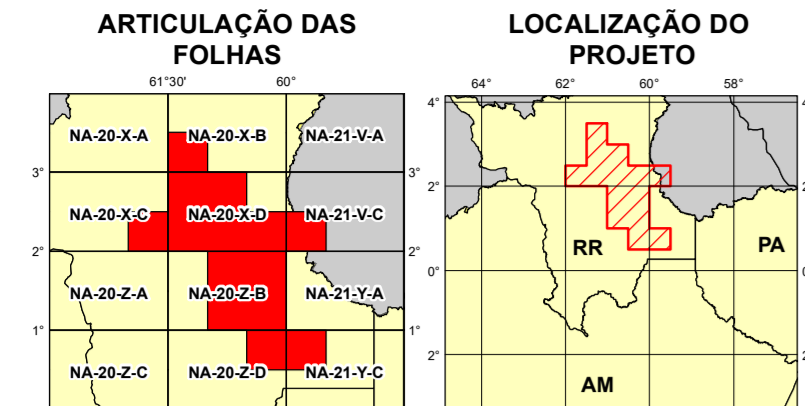 ARTICULAÇÃO DAS
FOLHAS
61°30' 60°
NA-20-X-A NA-20-X-B NA-21-V-A
3°
NA-20-X-C NA-20-X-D NA-21-V-C
2° 2°
NA-20-Z-A NA-20-Z-B NA-21-Y-A
1° 1°
NA-20-Z-C NA-20-Z-D NA-21-Y-C
LOCALIZAÇÃO DO
PROJETO
64° 62° 60° 58°
4°
2°
RR PA
0°
2°
AM